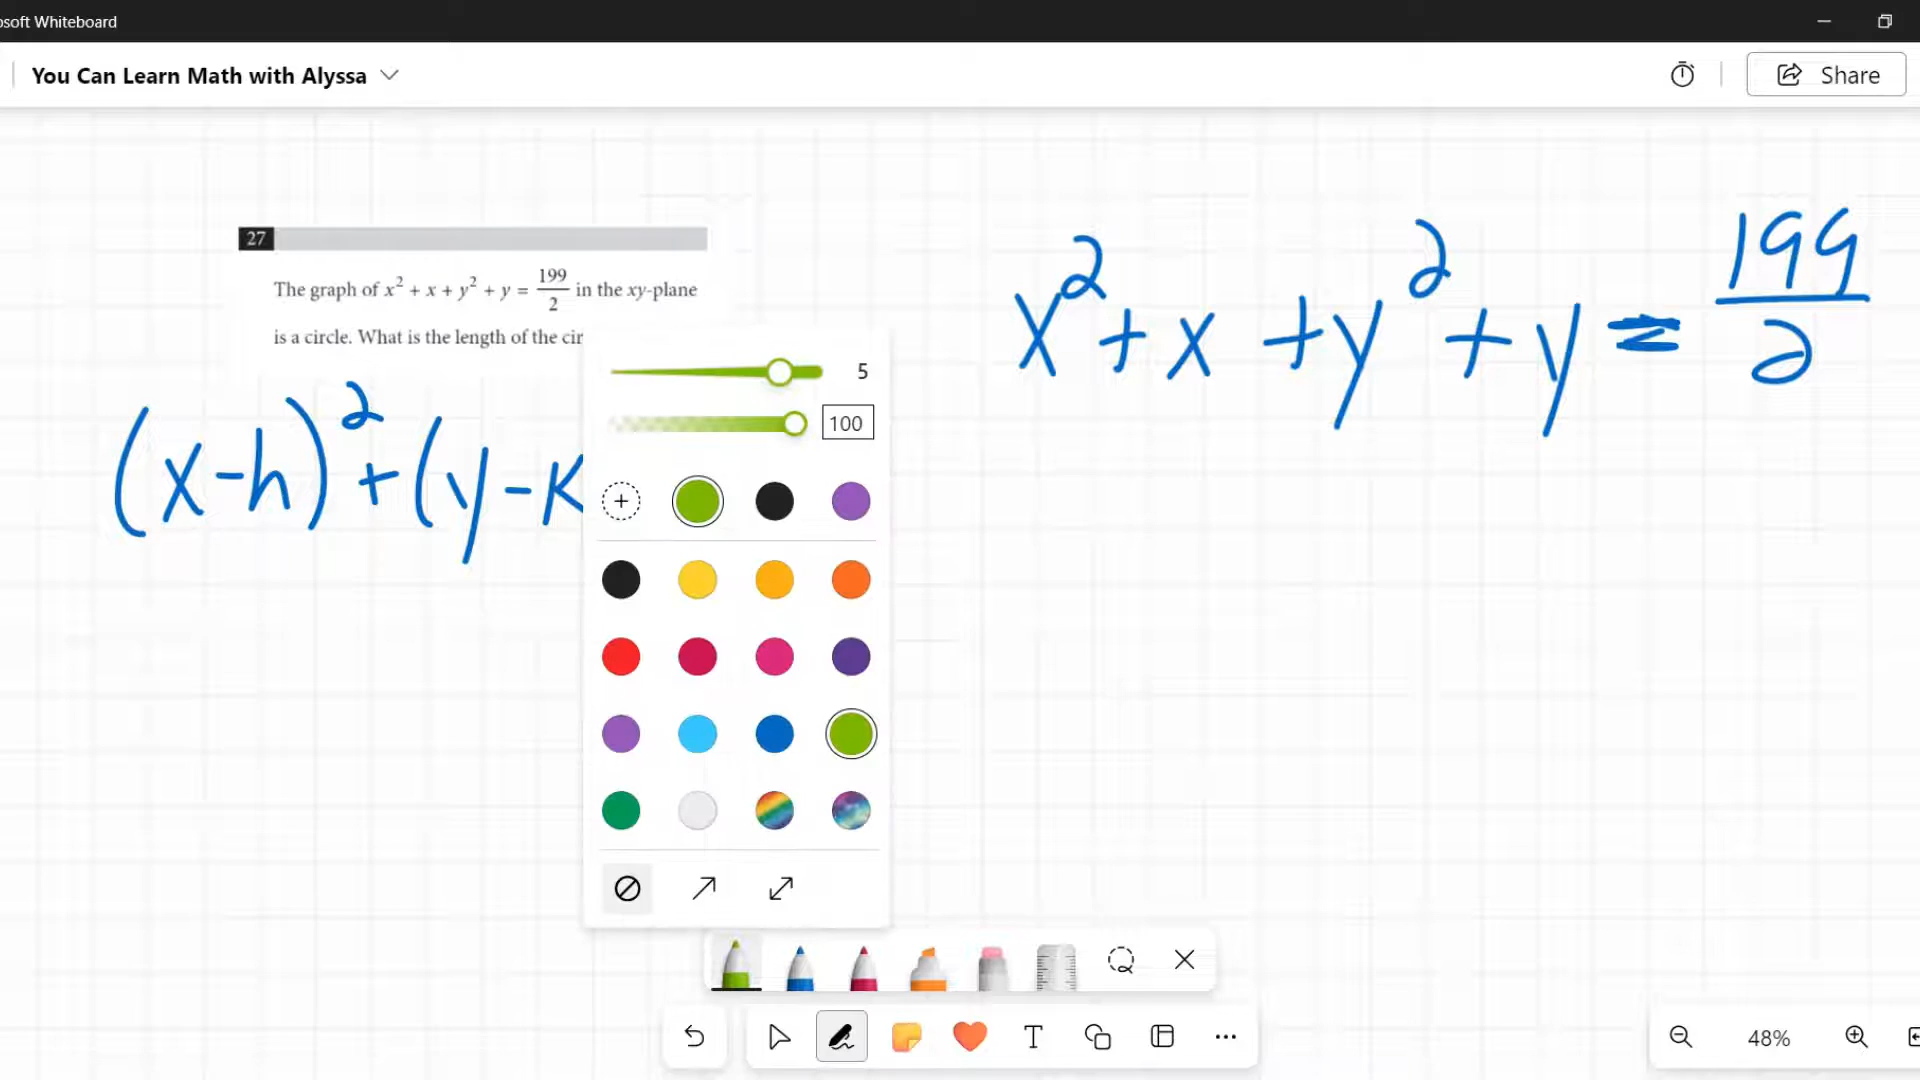 osoft Whiteboard
You Can Learn Math with Alyssa
Share
27
The graph of x² + x + y² + y = 199/2 in the xy-plane
is a circle. What is the length of the cir
x² + x + y² + y = 199/2
(x-h)² + (y-k
5
100
T
48%